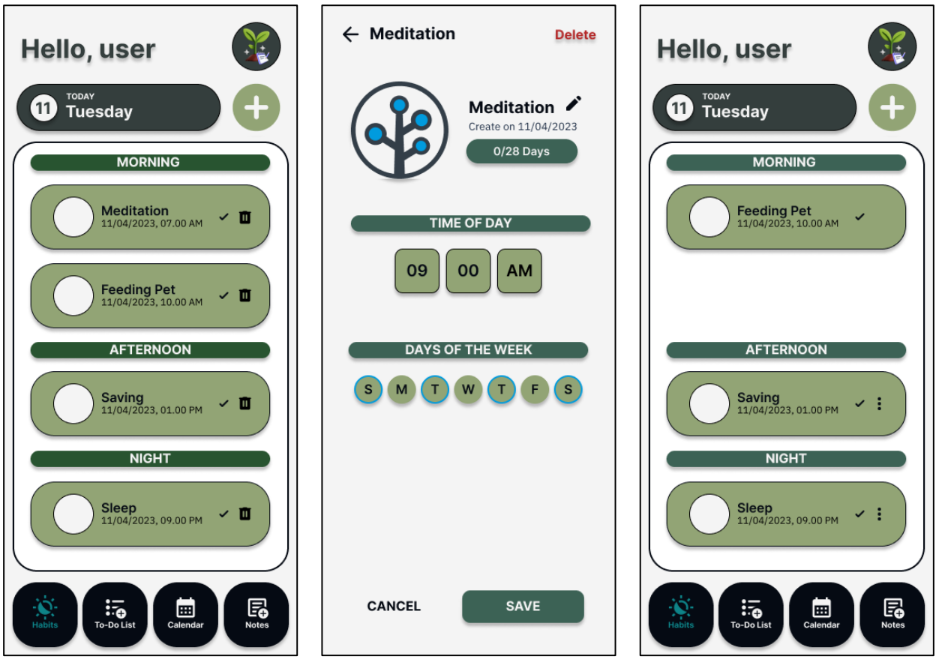 Hello, user
11
TODAY
Tuesday
MORNING
Meditation
11/04/2023, 07.00 AM
Feeding Pet
11/04/2023, 10.00 AM
AFTERNOON
Saving
11/04/2023, 01.00 PM
NIGHT
Sleep
11/04/2023, 09.00 PM
Habits
To-Do List
Calendar
Notes
Meditation
Delete
Meditation
Create on 11/04/2023
0/28 Days
TIME OF DAY
09 00 AM
DAYS OF THE WEEK
S M T W T F S
CANCEL
SAVE
Hello, user
11
TODAY
Tuesday
MORNING
Feeding Pet
11/04/2023, 10.00 AM
AFTERNOON
Saving
11/04/2023, 01.00 PM
NIGHT
Sleep
11/04/2023, 09.00 PM
Habits
To-Do List
Calendar
Notes